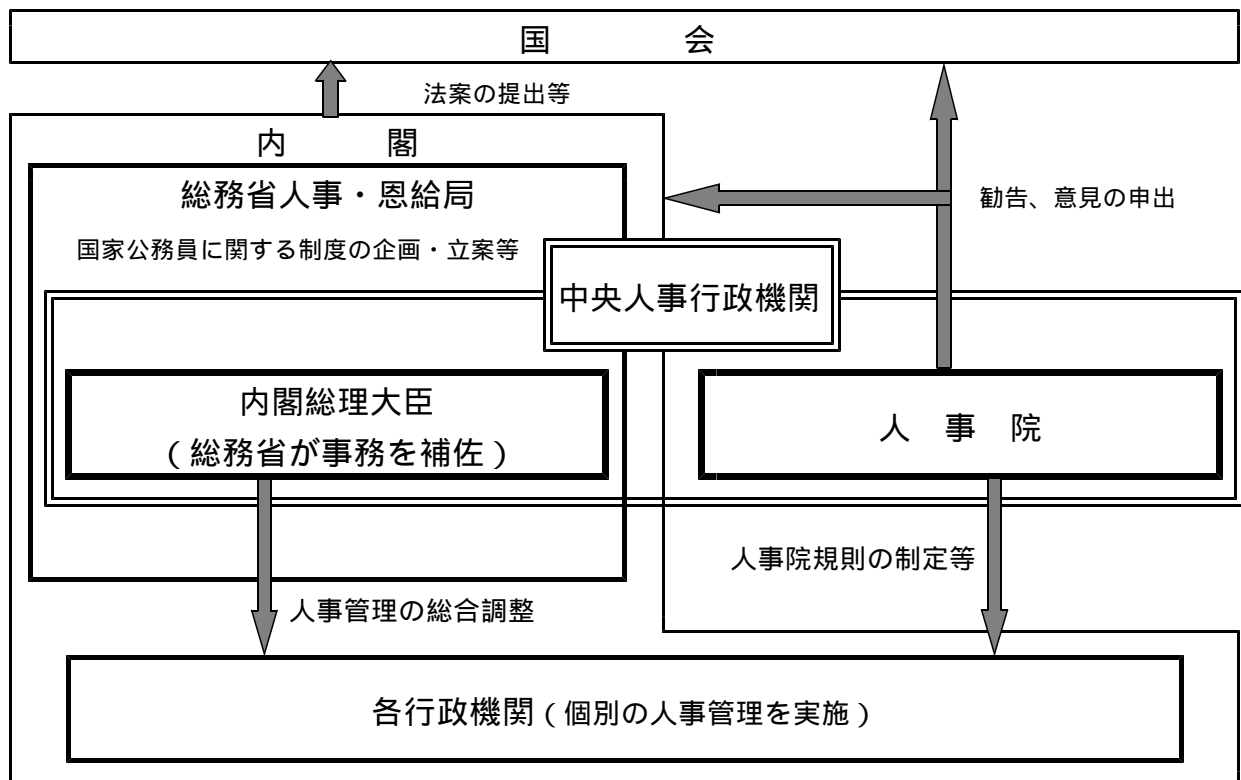 国　　　　会
法案の提出等
内　　　閣
総務省人事・恩給局
勧告、意見の申出
国家公務員に関する制度の企画・立案等
中央人事行政機関
内閣総理大臣
（総務省が事務を補佐）
人　事　院
人事院規則の制定等
人事管理の総合調整
各行政機関（個別の人事管理を実施）